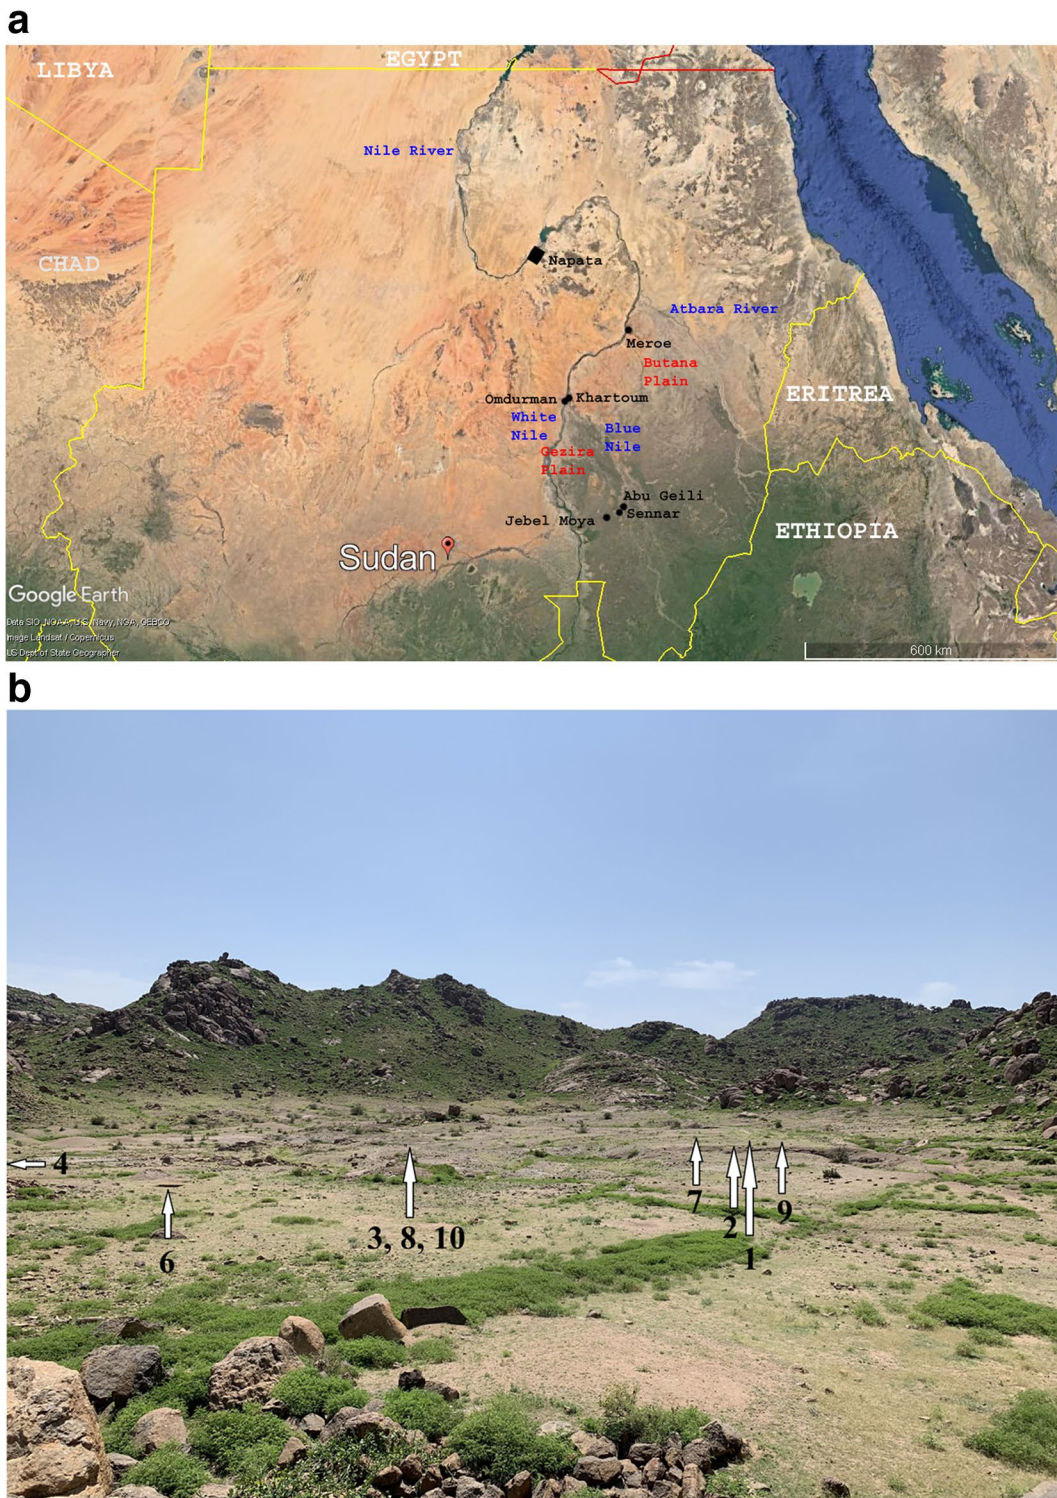 a
LIBYA
EGYPT
Nile River
CHAD
Napata
Atbara River
Meroe
Butana
Plain
ERITREA
Omdurman
Khartoum
White
Nile
Blue
Nile
Gezira
Plain
Abu Geili
Sennar
Jebel Moya
ETHIOPIA
Sudan
Google Earth
Data SIO, NOAA, U.S. Navy, NGA, GEBCO
Image Landsat / Copernicus
US Dept of State Geographer
600 km
b
4
7
9
2
3, 8, 10
6
1